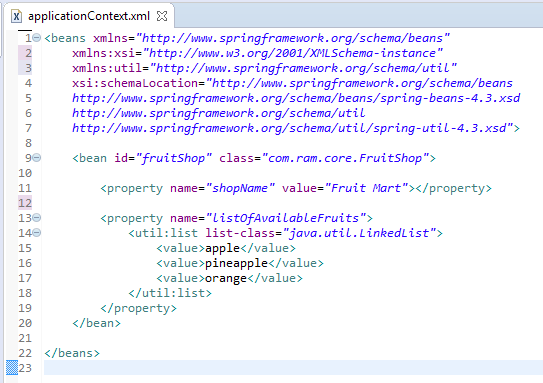 applicationContext.xml
1 <beans xmlns="http://www.springframework.org/schema/beans"
2     xmlns:xsi="http://www.w3.org/2001/XMLSchema-instance"
3     xmlns:util="http://www.springframework.org/schema/util"
4     xsi:schemaLocation="http://www.springframework.org/schema/beans
5     http://www.springframework.org/schema/beans/spring-beans-4.3.xsd
6     http://www.springframework.org/schema/util
7     http://www.springframework.org/schema/util/spring-util-4.3.xsd">
8
9     <bean id="fruitShop" class="com.ram.core.FruitShop">
10
11         <property name="shopName" value="Fruit Mart"></property>
12
13         <property name="listOfAvailableFruits">
14             <util:list list-class="java.util.LinkedList">
15                 <value>apple</value>
16                 <value>pineapple</value>
17                 <value>orange</value>
18             </util:list>
19         </property>
20     </bean>
21
22 </beans>
23